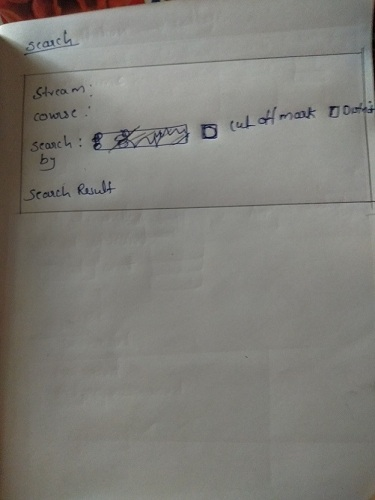 Search
Stream:
course:
search: cut off mark
by
Search Result